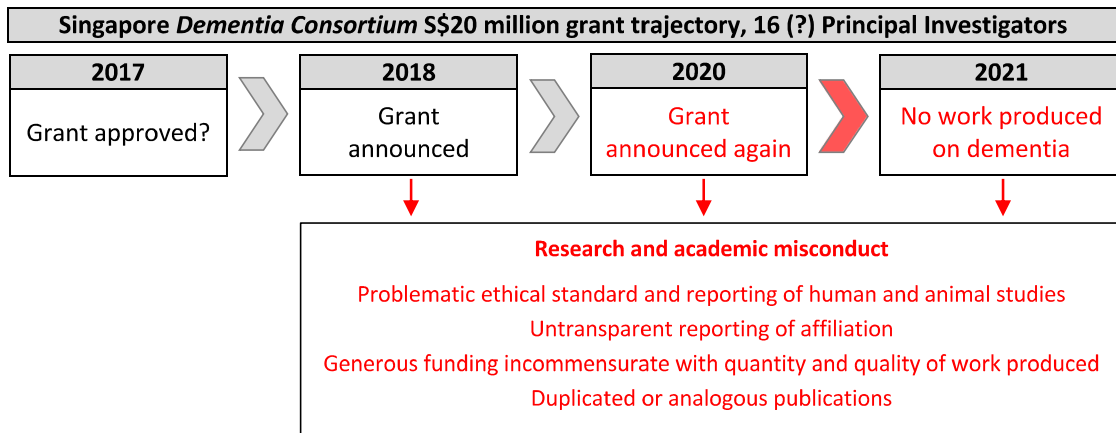 Singapore Dementia Consortium S$20 million grant trajectory, 16 (?) Principal Investigators
2017
Grant approved?
2018
Grant
announced
2020
Grant
announced again
2021
No work produced
on dementia
Research and academic misconduct
Problematic ethical standard and reporting of human and animal studies
Untransparent reporting of affiliation
Generous funding incommensurate with quantity and quality of work produced
Duplicated or analogous publications